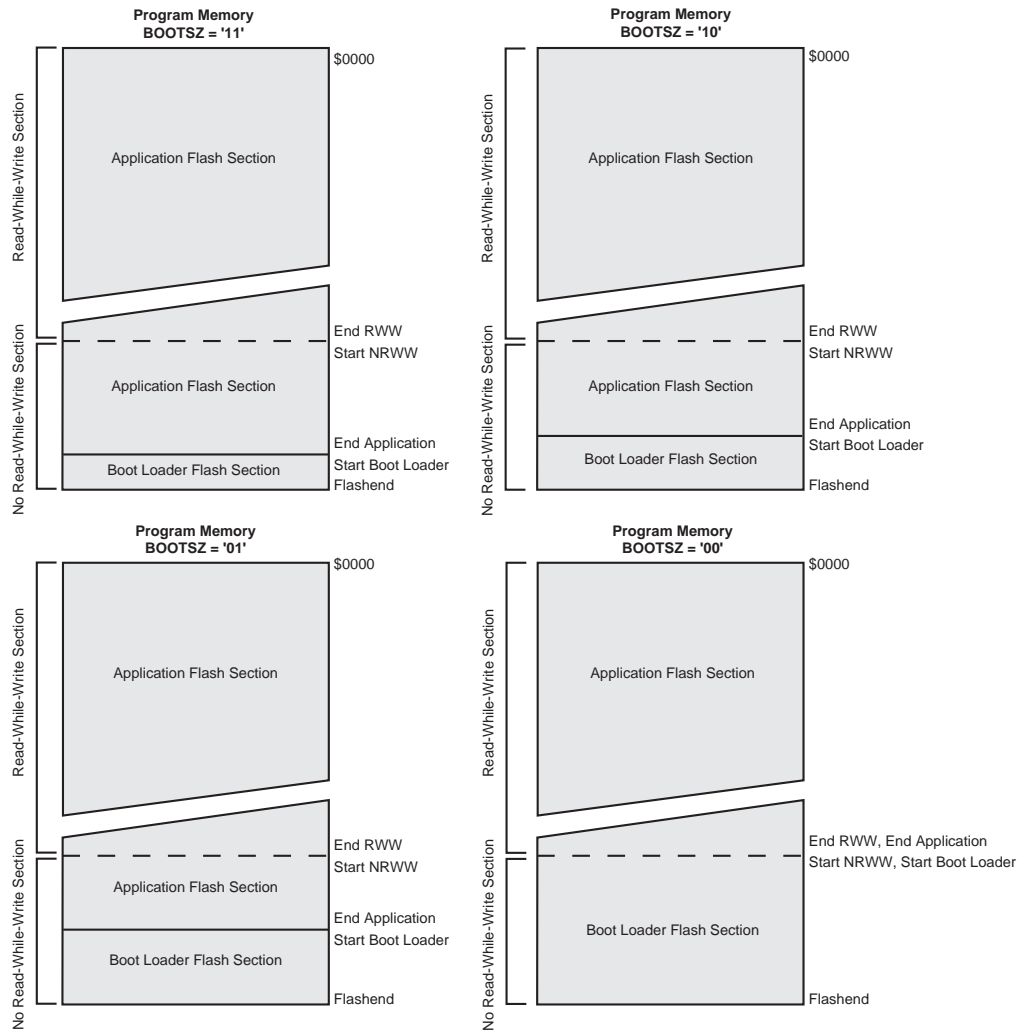 Program Memory
BOOTSZ = '11'
$0000
Read-While-Write Section
Application Flash Section
End RWW
Start NRWW
No Read-While-Write Section
Application Flash Section
End Application
Start Boot Loader
Boot Loader Flash Section
Flashend
Program Memory
BOOTSZ = '10'
$0000
Read-While-Write Section
Application Flash Section
End RWW
Start NRWW
No Read-While-Write Section
Application Flash Section
End Application
Start Boot Loader
Boot Loader Flash Section
Flashend
Program Memory
BOOTSZ = '01'
$0000
Read-While-Write Section
Application Flash Section
End RWW
Start NRWW
No Read-While-Write Section
Application Flash Section
End Application
Start Boot Loader
Boot Loader Flash Section
Flashend
Program Memory
BOOTSZ = '00'
$0000
Read-While-Write Section
Application Flash Section
End RWW, End Application
Start NRWW, Start Boot Loader
No Read-While-Write Section
Boot Loader Flash Section
Flashend